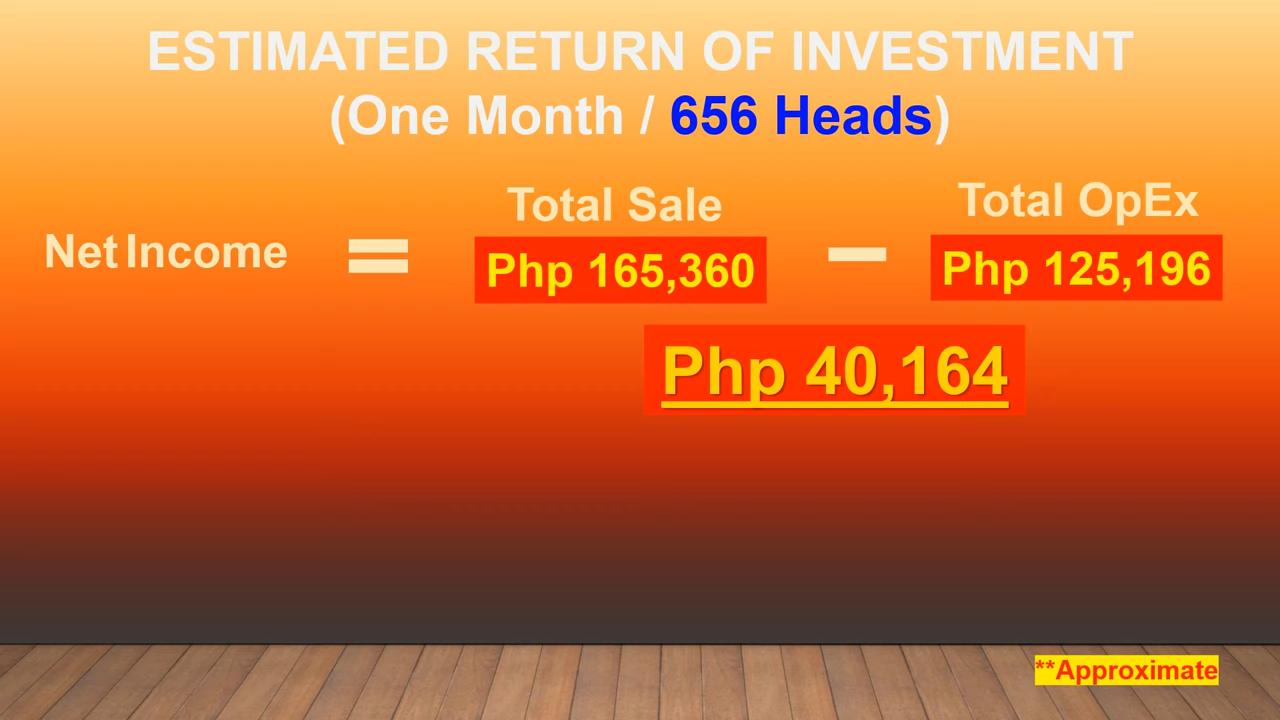 ESTIMATED RETURN OF INVESTMENT
(One Month / 656 Heads)
Net Income = Total Sale − Total OpEx
Php 165,360 Php 125,196
Php 40,164
**Approximate